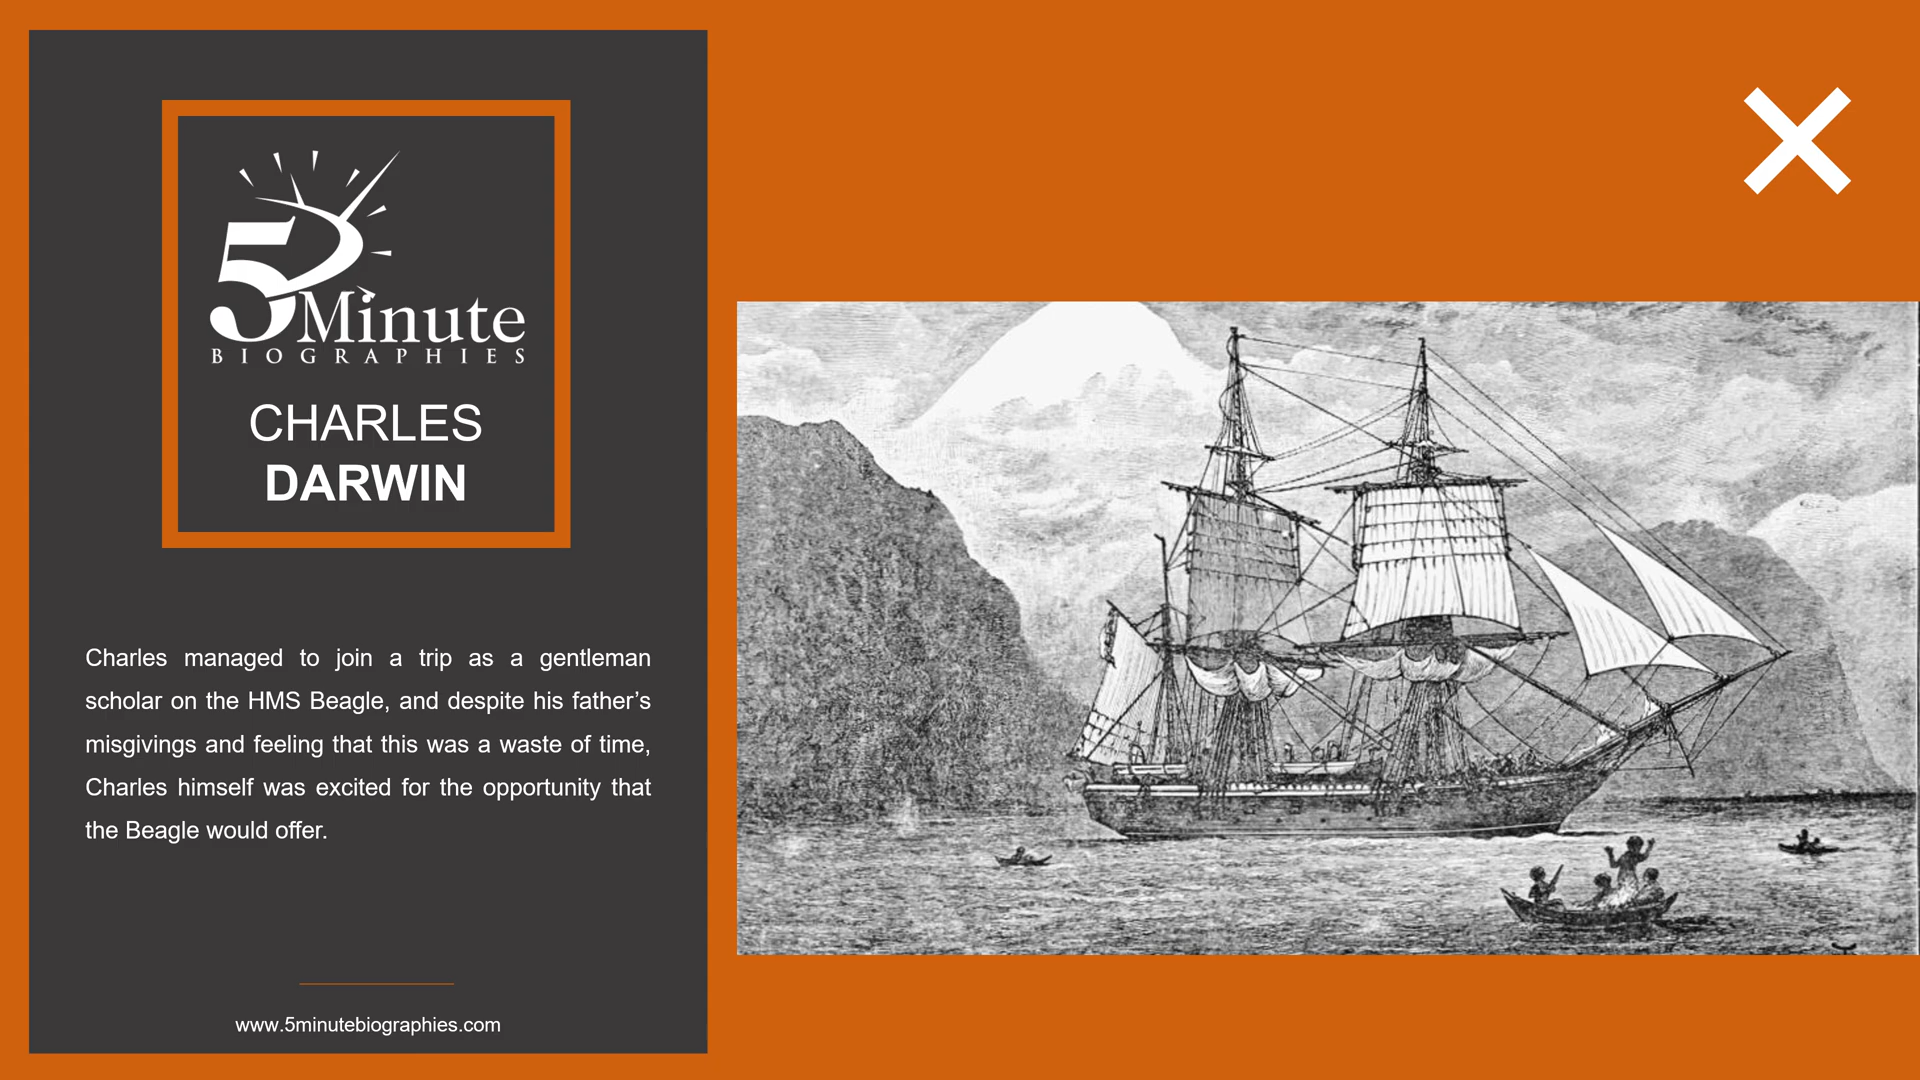 5 Minute
BIOGRAPHIES
CHARLES
DARWIN
Charles managed to join a trip as a gentleman
scholar on the HMS Beagle, and despite his father’s
misgivings and feeling that this was a waste of time,
Charles himself was excited for the opportunity that
the Beagle would offer.
www.5minutebiographies.com